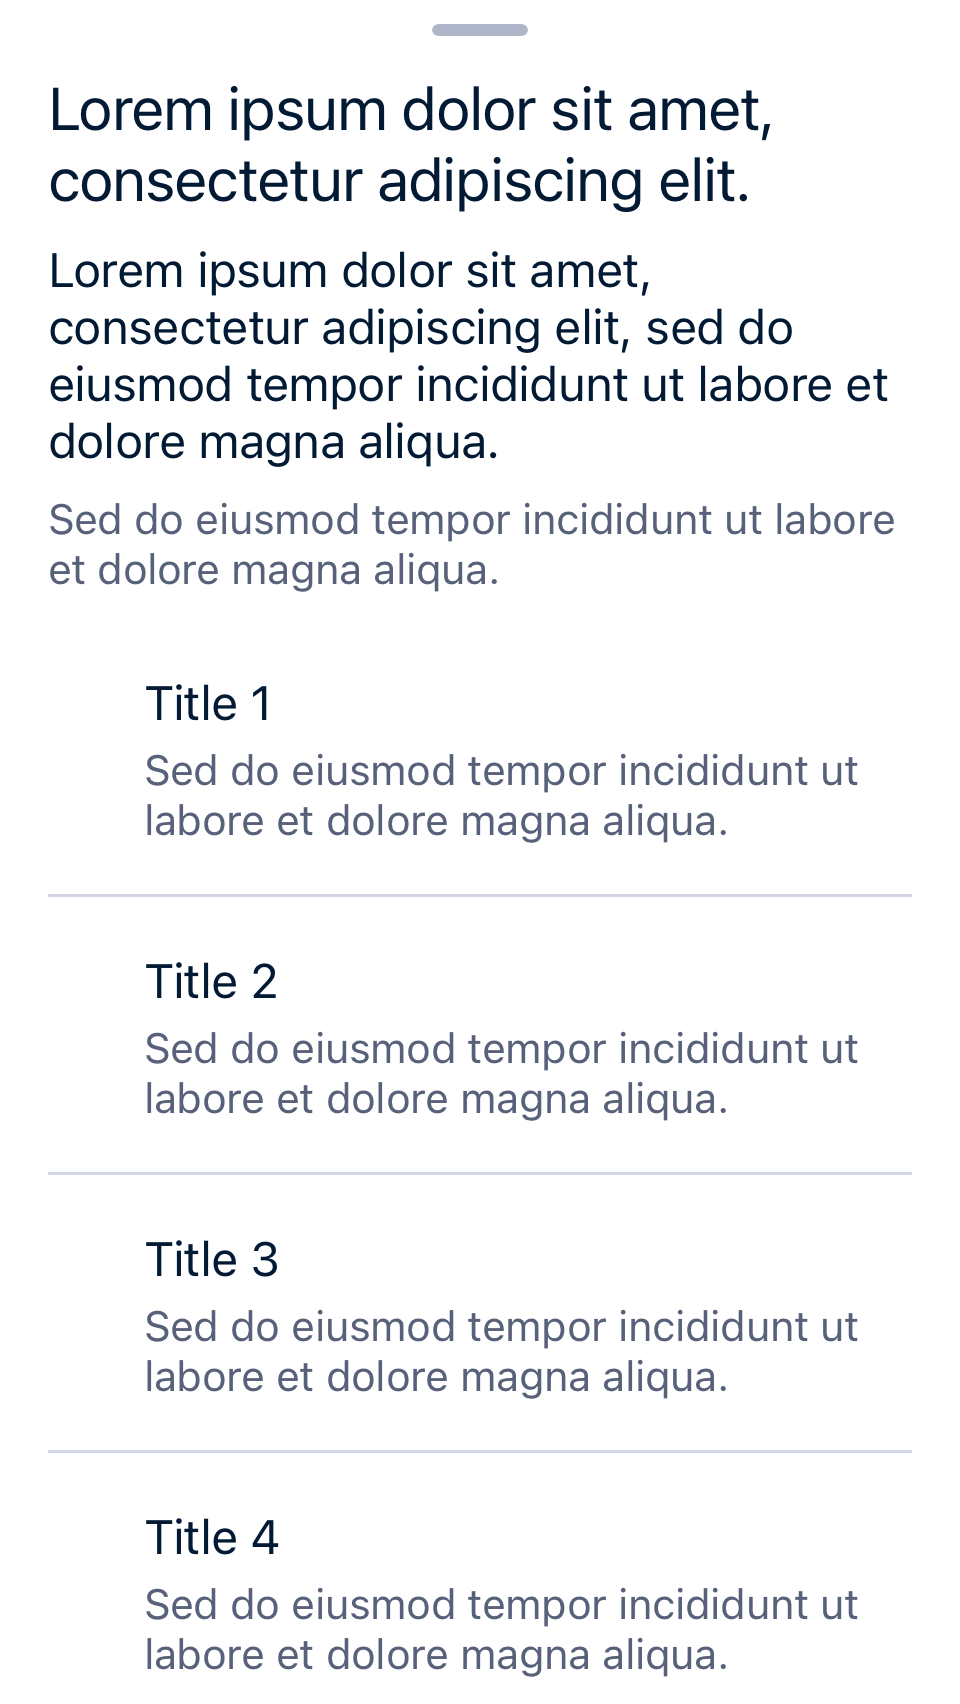 Lorem ipsum dolor sit amet,
consectetur adipiscing elit.
Lorem ipsum dolor sit amet,
consectetur adipiscing elit, sed do
eiusmod tempor incididunt ut labore et
dolore magna aliqua.
Sed do eiusmod tempor incididunt ut labore
et dolore magna aliqua.
Title 1
Sed do eiusmod tempor incididunt ut
labore et dolore magna aliqua.
Title 2
Sed do eiusmod tempor incididunt ut
labore et dolore magna aliqua.
Title 3
Sed do eiusmod tempor incididunt ut
labore et dolore magna aliqua.
Title 4
Sed do eiusmod tempor incididunt ut
labore et dolore magna aliqua.